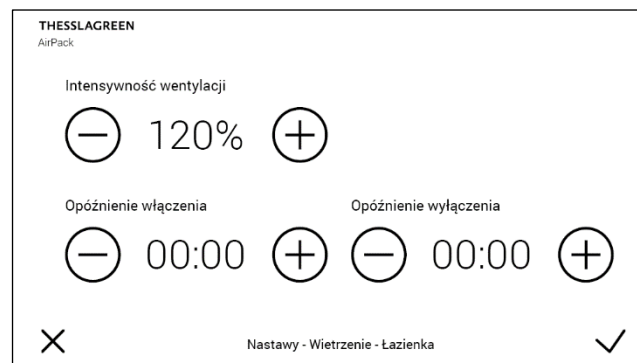 THESSLAGREEN
AirPack
Intensywność wentylacji
120%
Opóźnienie włączenia
Opóźnienie wyłączenia
00:00
00:00
Nastawy - Wietrzenie - Łazienka